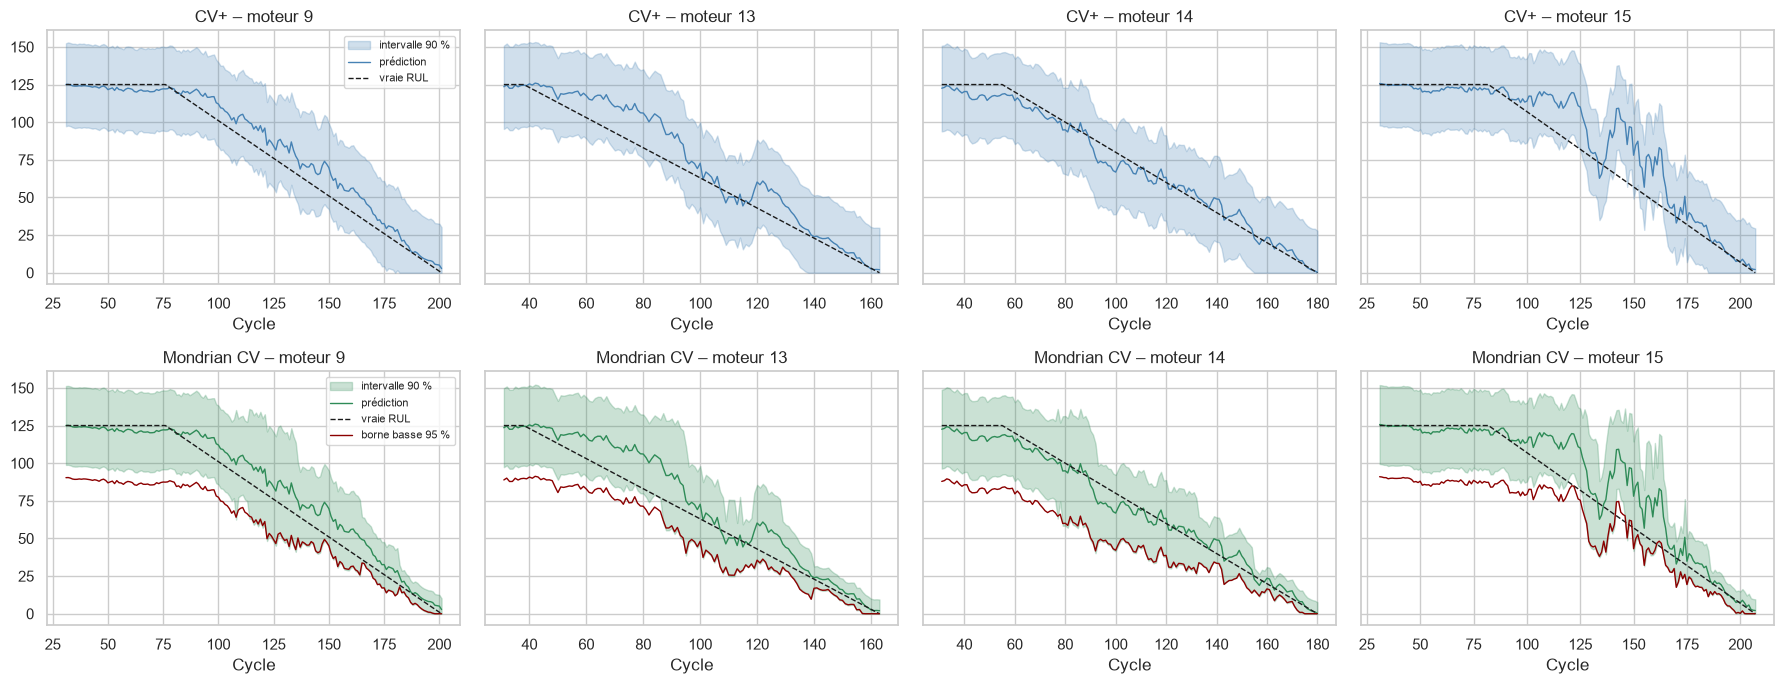 CV+ – moteur 9
CV+ – moteur 13
CV+ – moteur 14
CV+ – moteur 15
150
125
100
75
50
25
0
intervalle 90 %
prédiction
vraie RUL
25 50 75 100 125 150 175 200
40 60 80 100 120 140 160
40 60 80 100 120 140 160 180
25 50 75 100 125 150 175 200
Cycle
Cycle
Cycle
Cycle
Mondrian CV – moteur 9
Mondrian CV – moteur 13
Mondrian CV – moteur 14
Mondrian CV – moteur 15
150
125
100
75
50
25
0
intervalle 90 %
prédiction
vraie RUL
borne basse 95 %
25 50 75 100 125 150 175 200
40 60 80 100 120 140 160
40 60 80 100 120 140 160 180
25 50 75 100 125 150 175 200
Cycle
Cycle
Cycle
Cycle